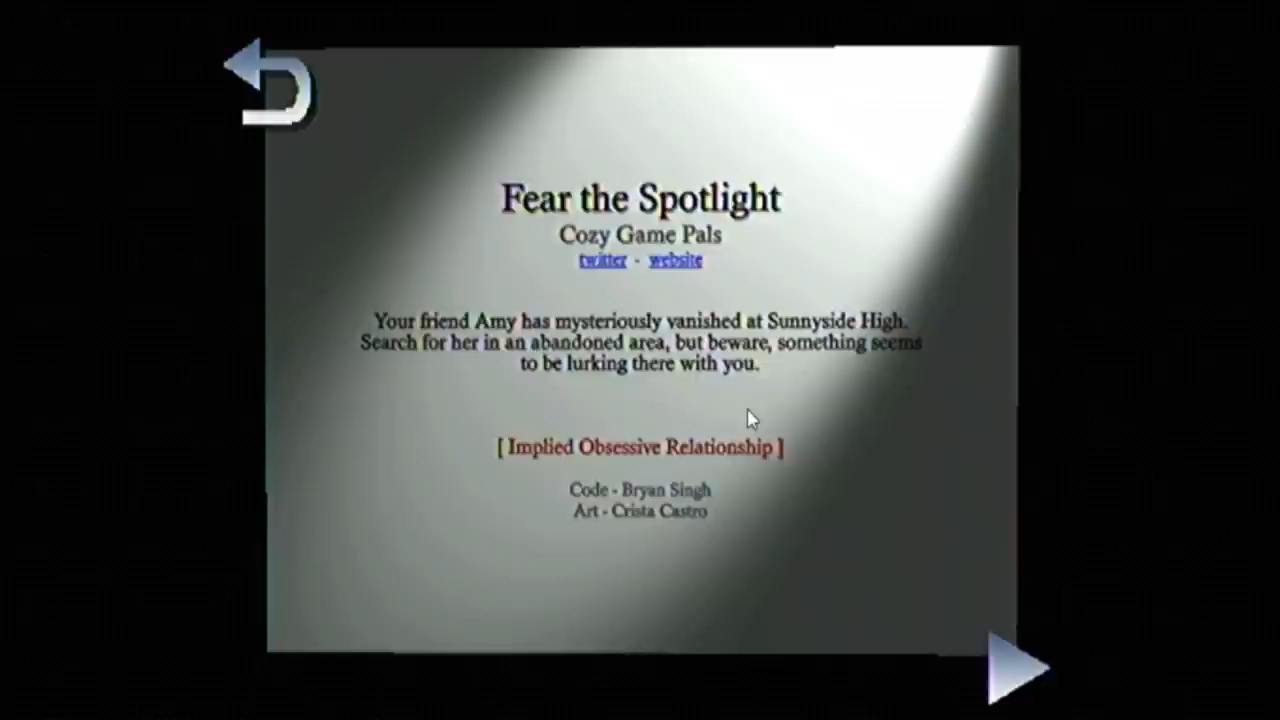 Fear the Spotlight
Cozy Game Pals
twitter - website
Your friend Amy has mysteriously vanished at Sunnyside High.
Search for her in an abandoned area, but beware, something seems
to be lurking there with you.
[ Implied Obsessive Relationship ]
Code - Bryan Singh
Art - Crista Castro